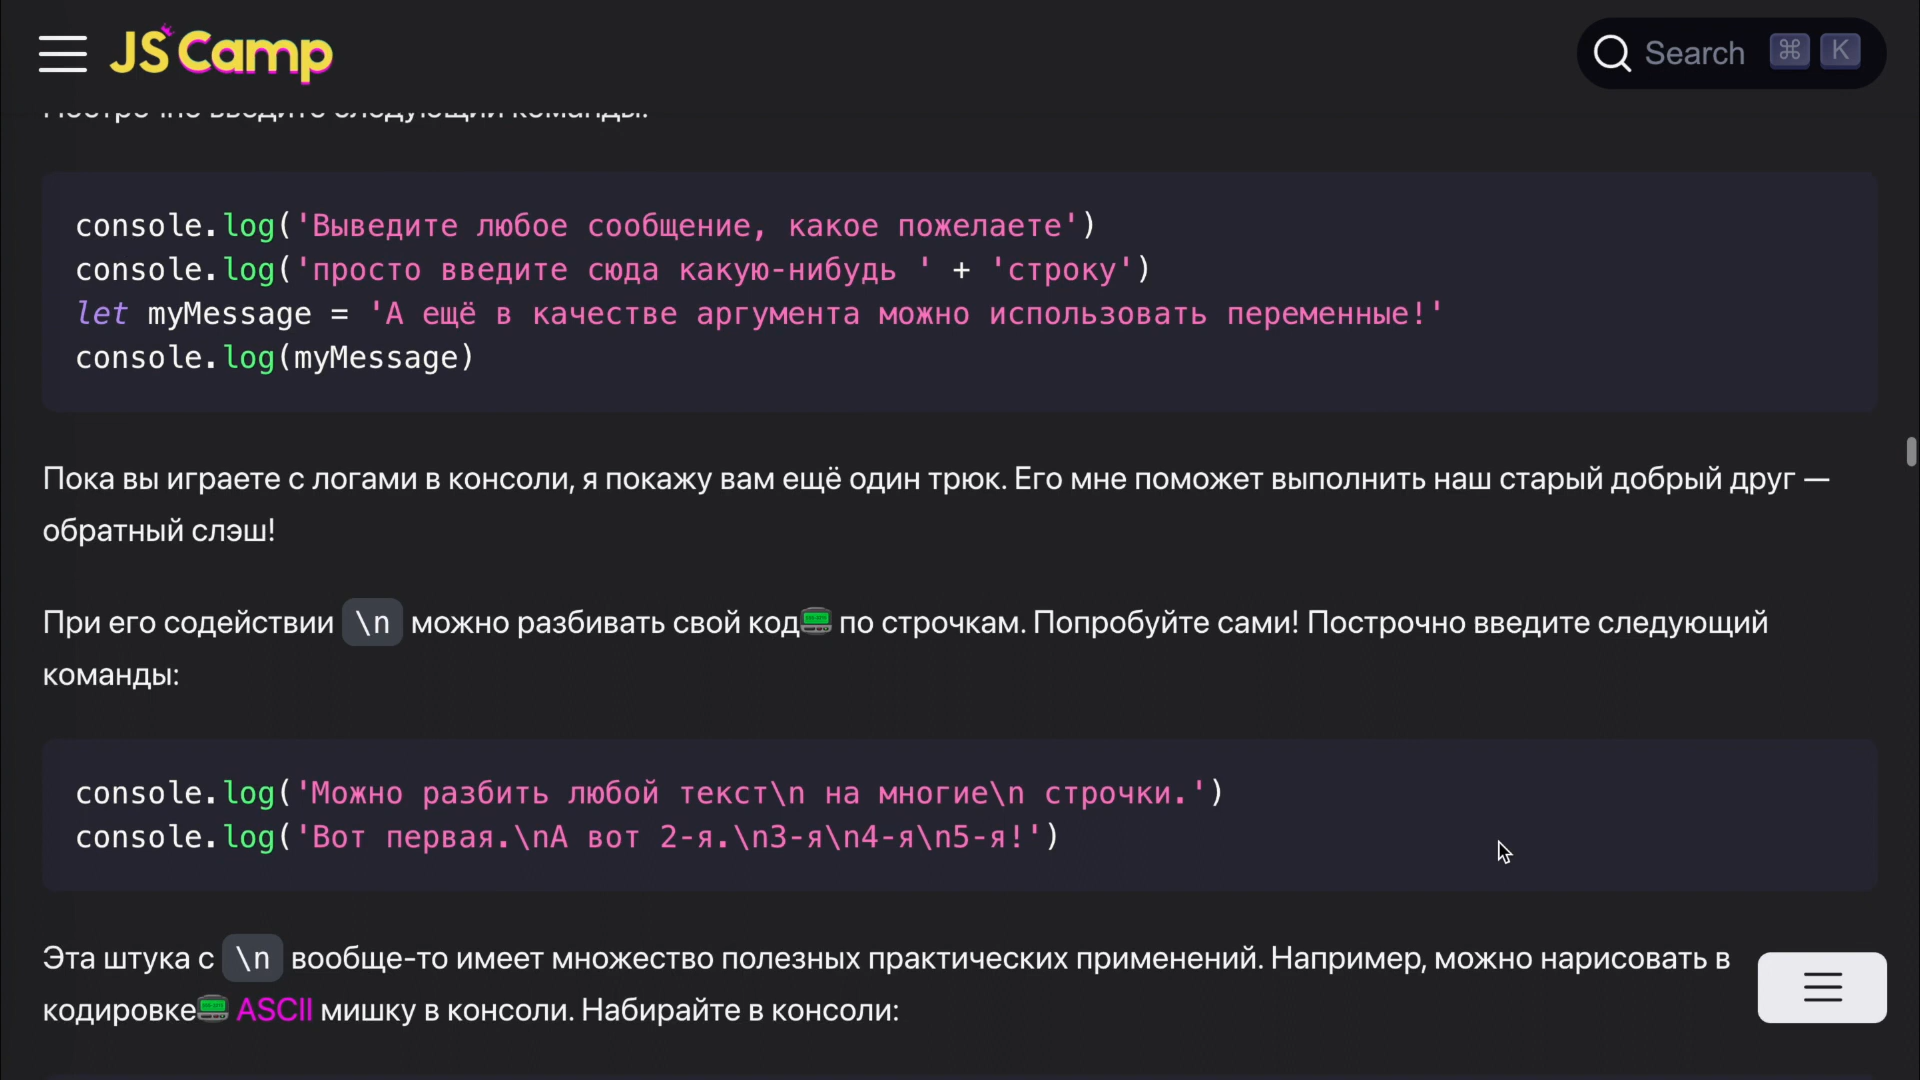 JS Camp
Search ⌘ K
Построчно введите следующий команды:
console.log('Выведите любое сообщение, какое пожелаете')
console.log('просто введите сюда какую-нибудь ' + 'строку')
let myMessage = 'А ещё в качестве аргумента можно использовать переменные!'
console.log(myMessage)
Пока вы играете с логами в консоли, я покажу вам ещё один трюк. Его мне поможет выполнить наш старый добрый друг —
обратный слэш!
При его содействии \n можно разбивать свой код📟 по строчкам. Попробуйте сами! Построчно введите следующий
команды:
console.log('Можно разбить любой текст\n на многие\n строчки.')
console.log('Вот первая.\nА вот 2-я.\n3-я\n4-я\n5-я!')
Эта штука с \n вообще-то имеет множество полезных практических применений. Например, можно нарисовать в
кодировке📟 ASCII мишку в консоли. Набирайте в консоли: